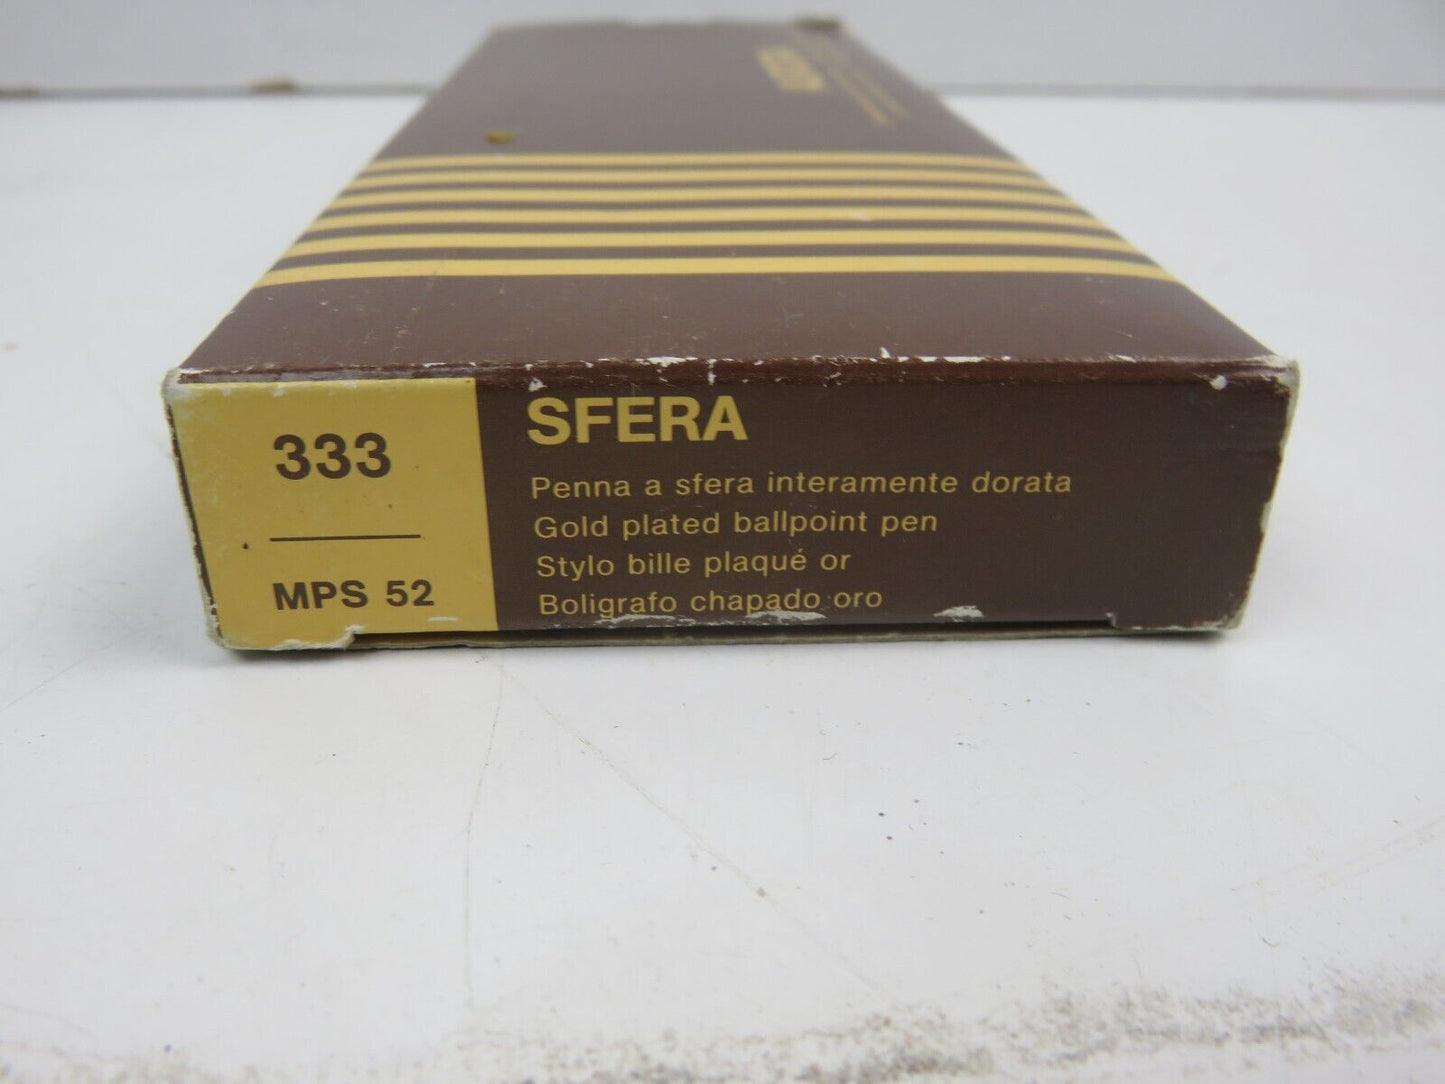 333
MPS 52
SFERA
Penna a sfera interamente dorata
Gold plated ballpoint pen
Stylo bille plaqué or
Boligrafo chapado oro